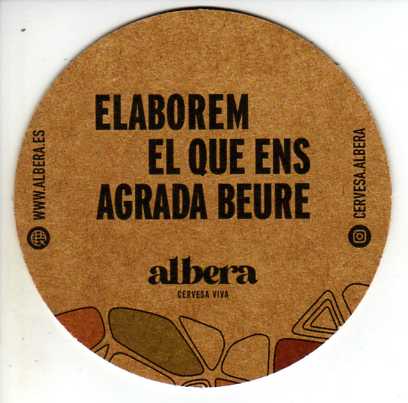 ELABOREM
EL QUE ENS
AGRADA BEURE
albera
CERVESA VIVA
WWW.ALBERA.ES
CERVESA.ALBERA